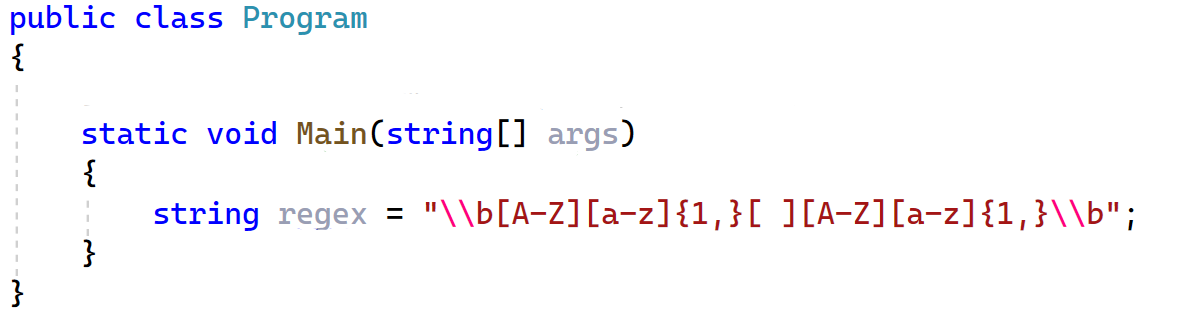 public class Program
{
static void Main(string[] args)
{
string regex = "\\b[A-Z][a-z]{1,}[ ][A-Z][a-z]{1,}\\b";
}
}